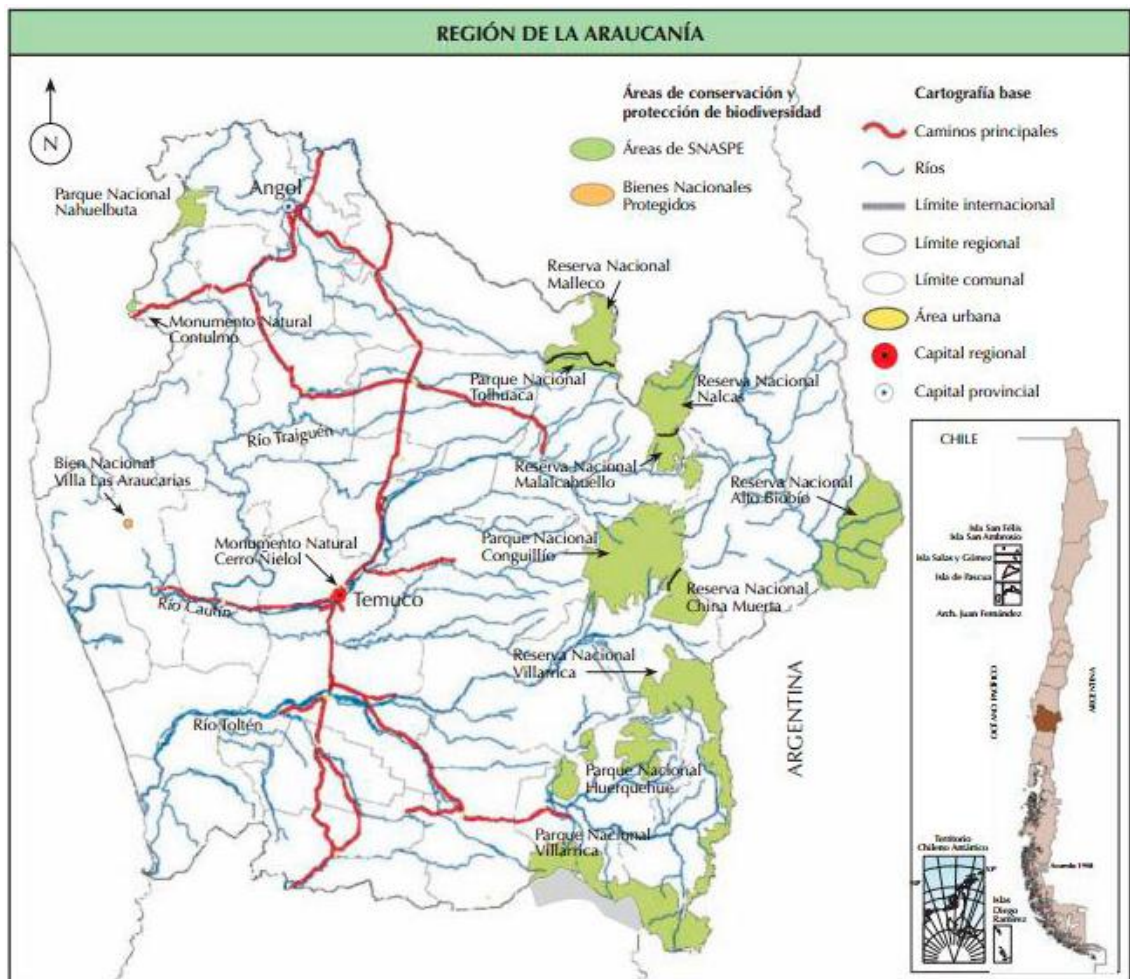 REGIÓN DE LA ARAUCANÍA
N
Áreas de conservación y
protección de biodiversidad
Áreas de SNASPE
Bienes Nacionales
Protegidos
Cartografía base
Caminos principales
Ríos
Límite internacional
Límite regional
Límite comunal
Área urbana
Capital regional
Capital provincial
Parque Nacional
Nahuelbuta
Angol
Monumento Natural
Contulmo
Reserva Nacional
Malleco
Parque Nacional
Tolhuaca
Reserva Nacional
Nalcas
Río Traiguén
Bien Nacional
Villa Las Araucarias
Reserva Nacional
Malalcahuello
Reserva Nacional
Alto Biobío
Monumento Natural
Cerro Ñielol
Parque Nacional
Conguillío
Temuco
Río Cautín
Reserva Nacional
China Muerta
Reserva Nacional
Villarrica
Río Toltén
ARGENTINA
Parque Nacional
Huerquehue
Parque Nacional
Villarrica
CHILE
Isla San Félix
Isla San Ambrosio
Isla Salas y Gómez
Isla de Pascua
Arch. Juan Fernández
OCÉANO PACÍFICO
ARGENTINA
Territorio
Chileno Antártico
Acuerdo 1998
Islas
Diego
Ramírez